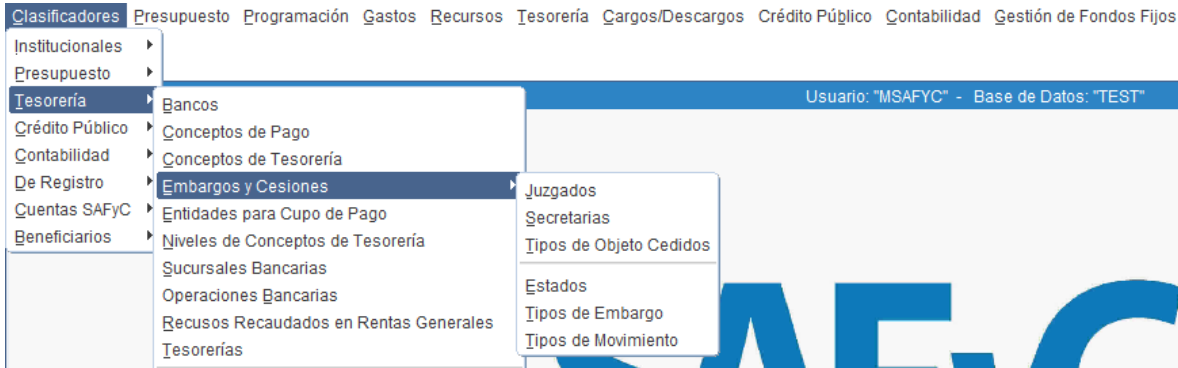 Clasificadores Presupuesto Programación Gastos Recursos Tesorería Cargos/Descargos Crédito Público Contabilidad Gestión de Fondos Fijos
Institucionales
Presupuesto
Tesorería
Crédito Público
Contabilidad
De Registro
Cuentas SAFyC
Beneficiarios
Usuario: "MSAFYC" - Base de Datos: "TEST"
Bancos
Conceptos de Pago
Conceptos de Tesorería
Embargos y Cesiones
Entidades para Cupo de Pago
Niveles de Conceptos de Tesorería
Sucursales Bancarias
Operaciones Bancarias
Recusos Recaudados en Rentas Generales
Tesorerías
Juzgados
Secretarias
Tipos de Objeto Cedidos
Estados
Tipos de Embargo
Tipos de Movimiento